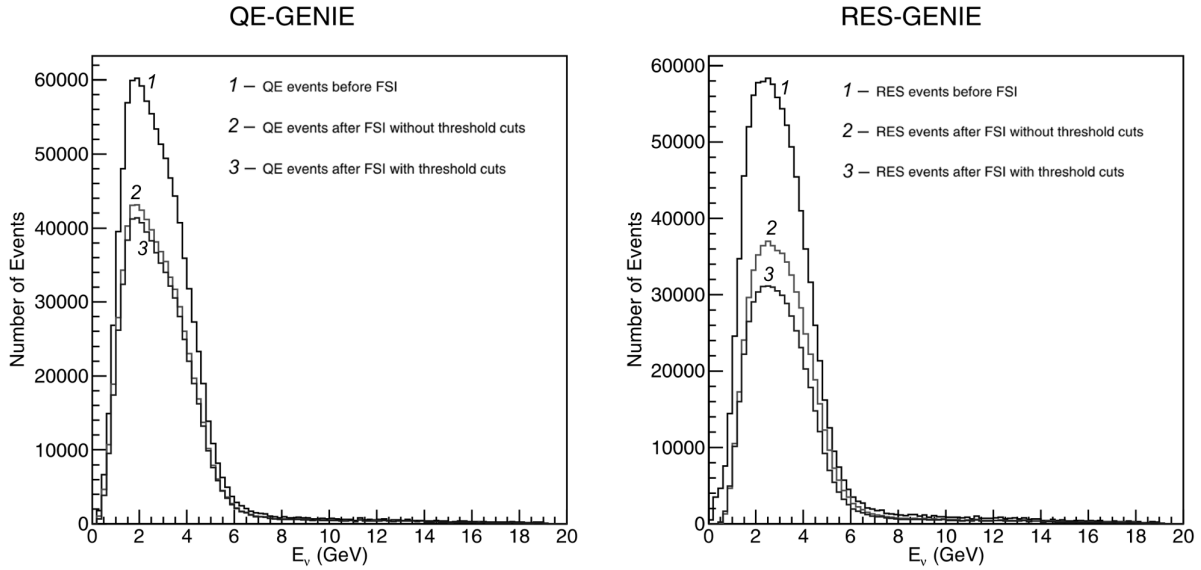 QE-GENIE
60000
50000
40000
30000
20000
10000
0
Number of Events
1 – QE events before FSI
2 – QE events after FSI without threshold cuts
3 – QE events after FSI with threshold cuts
1
2
3
0 2 4 6 8 10 12 14 16 18 20
Eν (GeV)
RES-GENIE
60000
50000
40000
30000
20000
10000
0
Number of Events
1 – RES events before FSI
2 – RES events after FSI without threshold cuts
3 – RES events after FSI with threshold cuts
1
2
3
0 2 4 6 8 10 12 14 16 18 20
Eν (GeV)